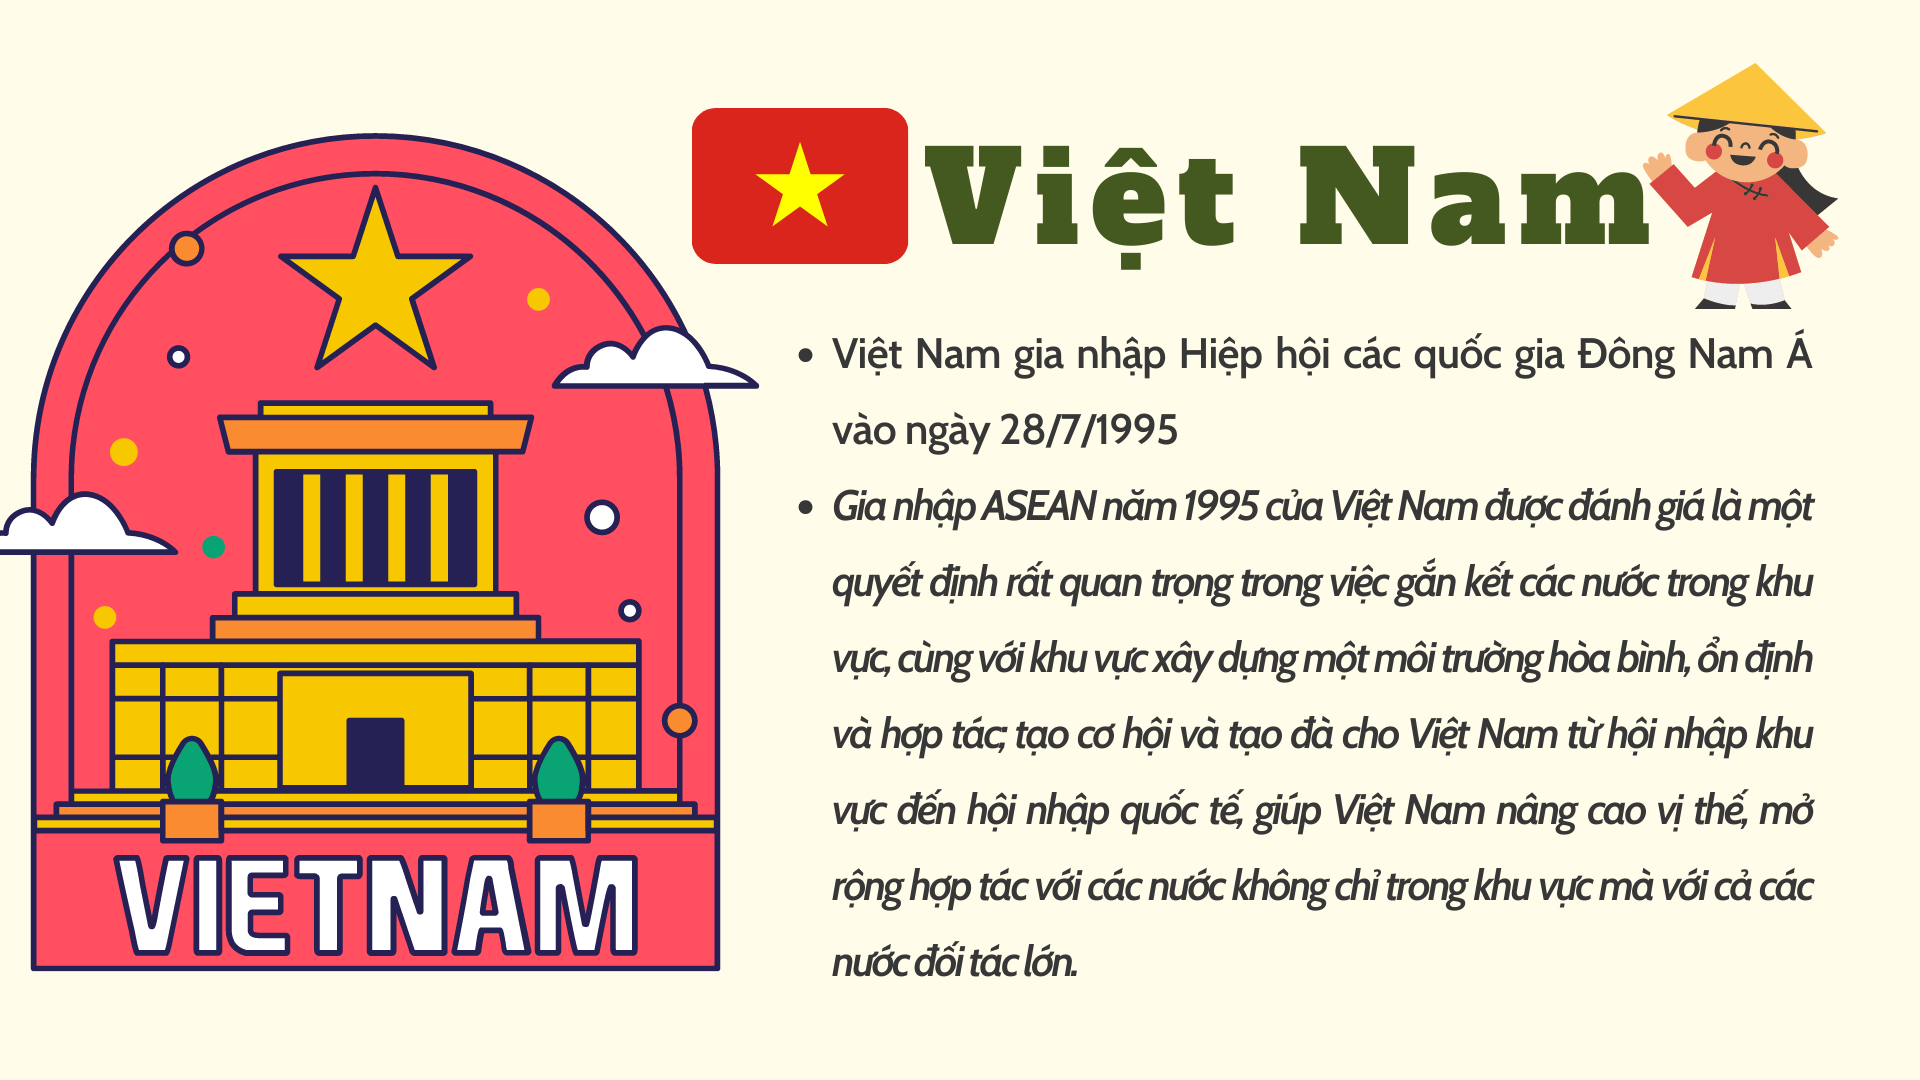 Việt Nam
Việt Nam gia nhập Hiệp hội các quốc gia Đông Nam Á
vào ngày 28/7/1995
Gia nhập ASEAN năm 1995 của Việt Nam được đánh giá là một
quyết định rất quan trọng trong việc gắn kết các nước trong khu
vực, cùng với khu vực xây dựng một môi trường hòa bình, ổn định
và hợp tác; tạo cơ hội và tạo đà cho Việt Nam từ hội nhập khu
vực đến hội nhập quốc tế, giúp Việt Nam nâng cao vị thế, mở
rộng hợp tác với các nước không chỉ trong khu vực mà với cả các
nước đối tác lớn.
VIETNAM